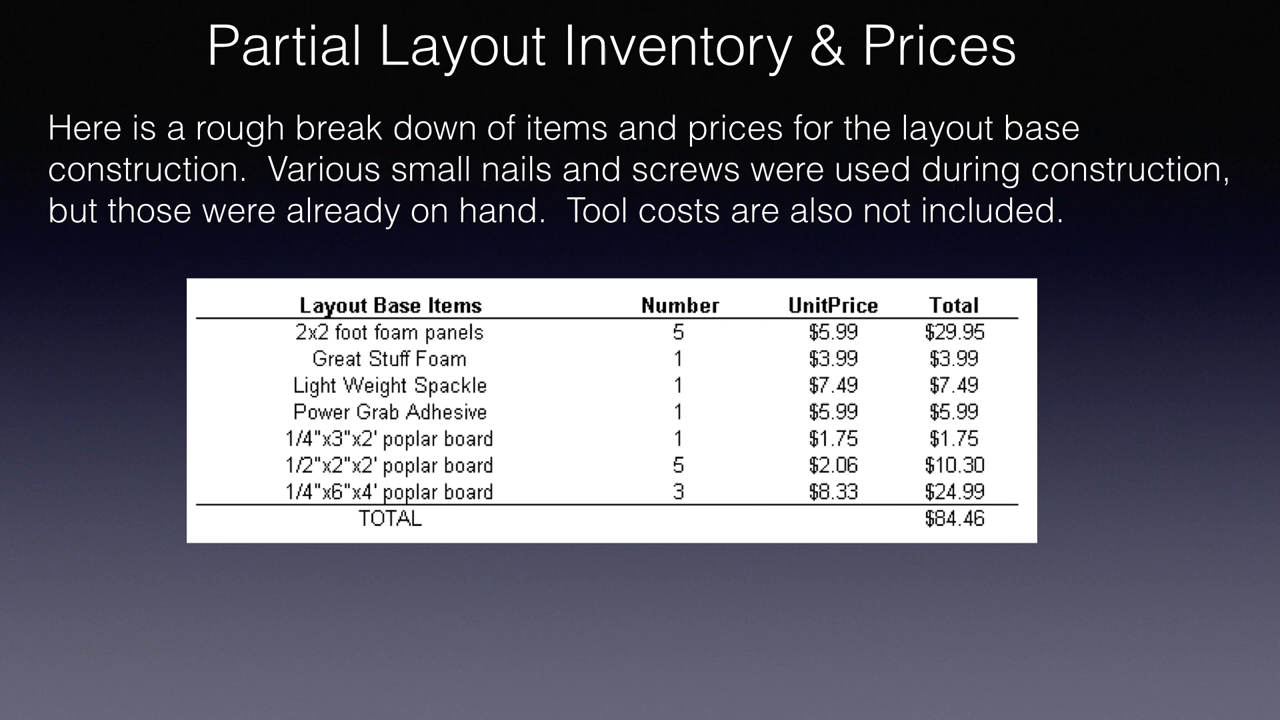 Partial Layout Inventory & Prices
Here is a rough break down of items and prices for the layout base
construction.  Various small nails and screws were used during construction,
but those were already on hand.  Tool costs are also not included.
Layout Base Items Number UnitPrice Total
2x2 foot foam panels 5 $5.99 $29.95
Great Stuff Foam 1 $3.99 $3.99
Light Weight Spackle 1 $7.49 $7.49
Power Grab Adhesive 1 $5.99 $5.99
1/4"x3"x2' poplar board 1 $1.75 $1.75
1/2"x2"x2' poplar board 5 $2.06 $10.30
1/4"x6"x4' poplar board 3 $8.33 $24.99
TOTAL $84.46